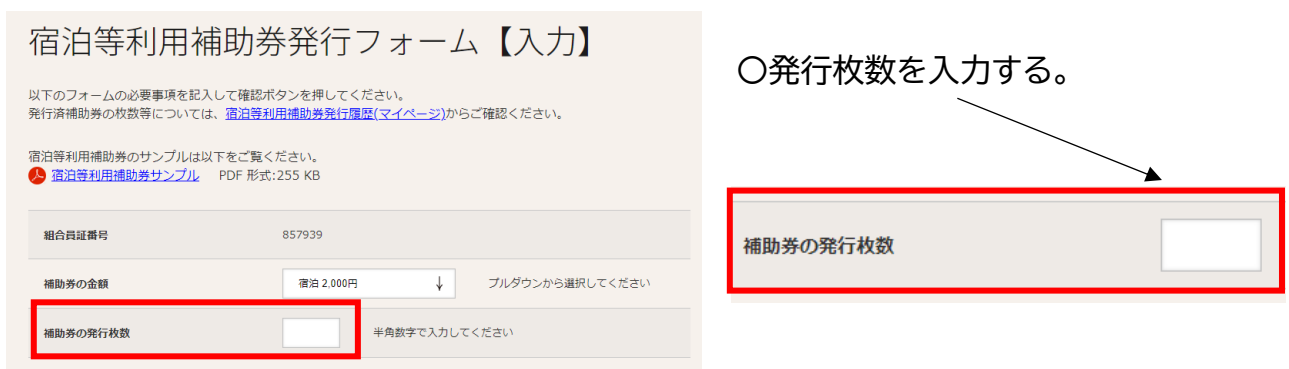 宿泊等利用補助券発行フォーム【入力】
以下のフォームの必要事項を記入して確認ボタンを押してください。
発行済補助券の枚数等については、宿泊等利用補助券発行履歴(マイページ)からご確認ください。
宿泊等利用補助券のサンプルは以下をご覧ください。
宿泊等利用補助券サンプル PDF 形式:255 KB
組合員証番号 857939
補助券の金額 宿泊 2,000円 ↓ プルダウンから選択してください
補助券の発行枚数 半角数字で入力してください
〇発行枚数を入力する。
補助券の発行枚数